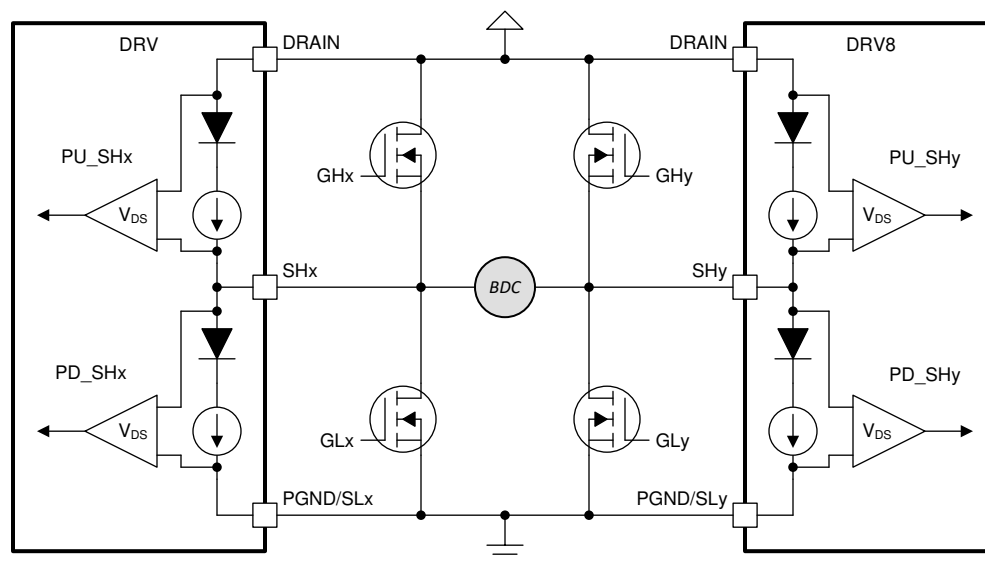 DRV
DRAIN
DRAIN
DRV8
PU_SHx
GHx
GHy
PU_SHy
VDS
VDS
SHx
BDC
SHy
PD_SHx
PD_SHy
VDS
GLx
GLy
VDS
PGND/SLx
PGND/SLy